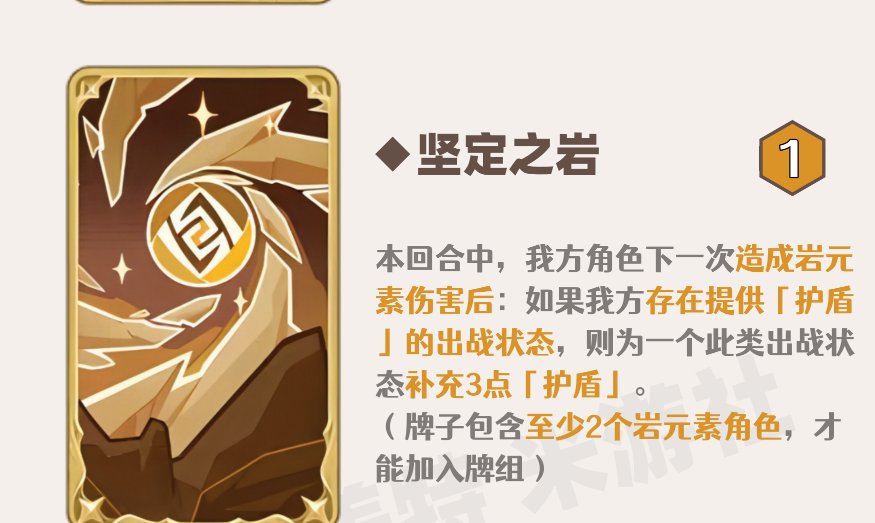 ◆坚定之岩
1
本回合中，我方角色下一次造成岩元
素伤害后：如果我方存在提供「护盾
」的出战状态，则为一个此类出战状
态补充3点「护盾」。
（牌子包含至少2个岩元素角色，才
能加入牌组）
米游社